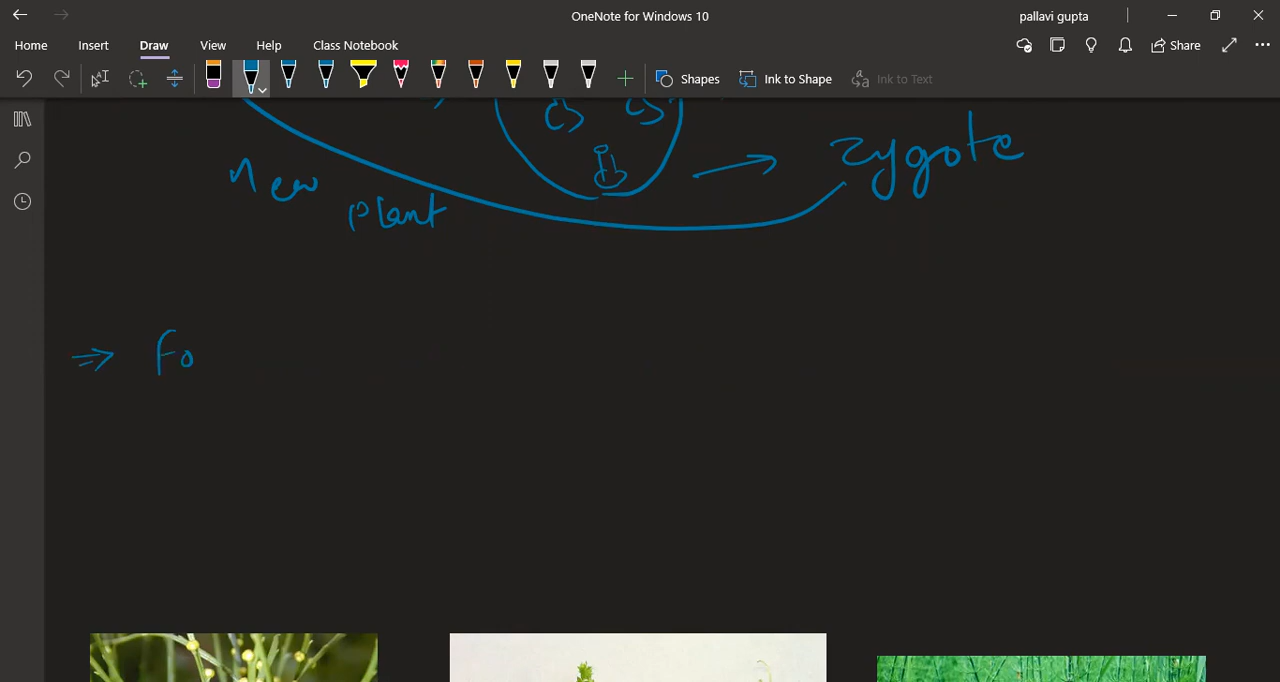 OneNote for Windows 10
pallavi gupta
Home Insert Draw View Help Class Notebook
Share
Shapes Ink to Shape Ink to Text
zygote
new
plant
⇒ Fo